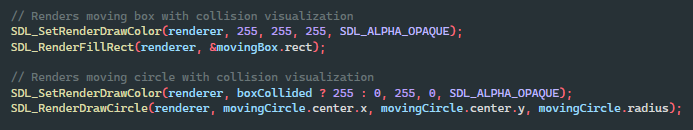 // Renders moving box with collision visualization
SDL_SetRenderDrawColor(renderer, 255, 255, 255, SDL_ALPHA_OPAQUE);
SDL_RenderFillRect(renderer, &movingBox.rect);
// Renders moving circle with collision visualization
SDL_SetRenderDrawColor(renderer, boxCollided ? 255 : 0, 255, 0, SDL_ALPHA_OPAQUE);
SDL_RenderDrawCircle(renderer, movingCircle.center.x, movingCircle.center.y, movingCircle.radius);